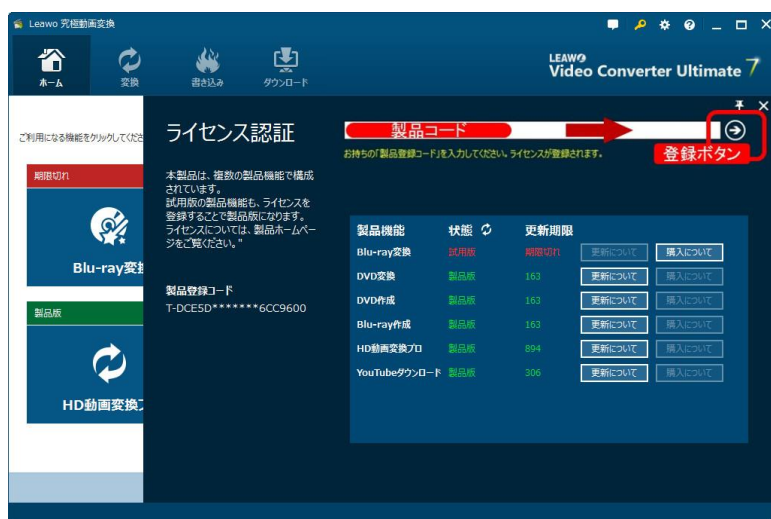 Leawo 究極動画変換
ホーム
変換
書き込み
ダウンロード
LEAWO
Video Converter Ultimate 7
ご利用になる機能をクリックしてくださ
期限切れ
Blu-ray変換
製品版
HD動画変換プ
ライセンス認証
本製品は、複数の製品機能で構成
されています。
試用版の製品機能も、ライセンスを
登録することで製品版になります。
ライセンスについては、製品ホームペー
ジをご覧ください。"
製品登録コード
T-DCE5D*******6CC9600
製品コード
お持ちの「製品登録コード」を入力してください。ライセンスが登録されます。
登録ボタン
製品機能 状態 更新期限
Blu-ray変換 試用版 期限切れ 更新について 購入について
DVD変換 製品版 163 更新について 購入について
DVD作成 製品版 163 更新について 購入について
Blu-ray作成 製品版 163 更新について 購入について
HD動画変換プロ 製品版 894 更新について 購入について
YouTubeダウンロード 製品版 306 更新について 購入について